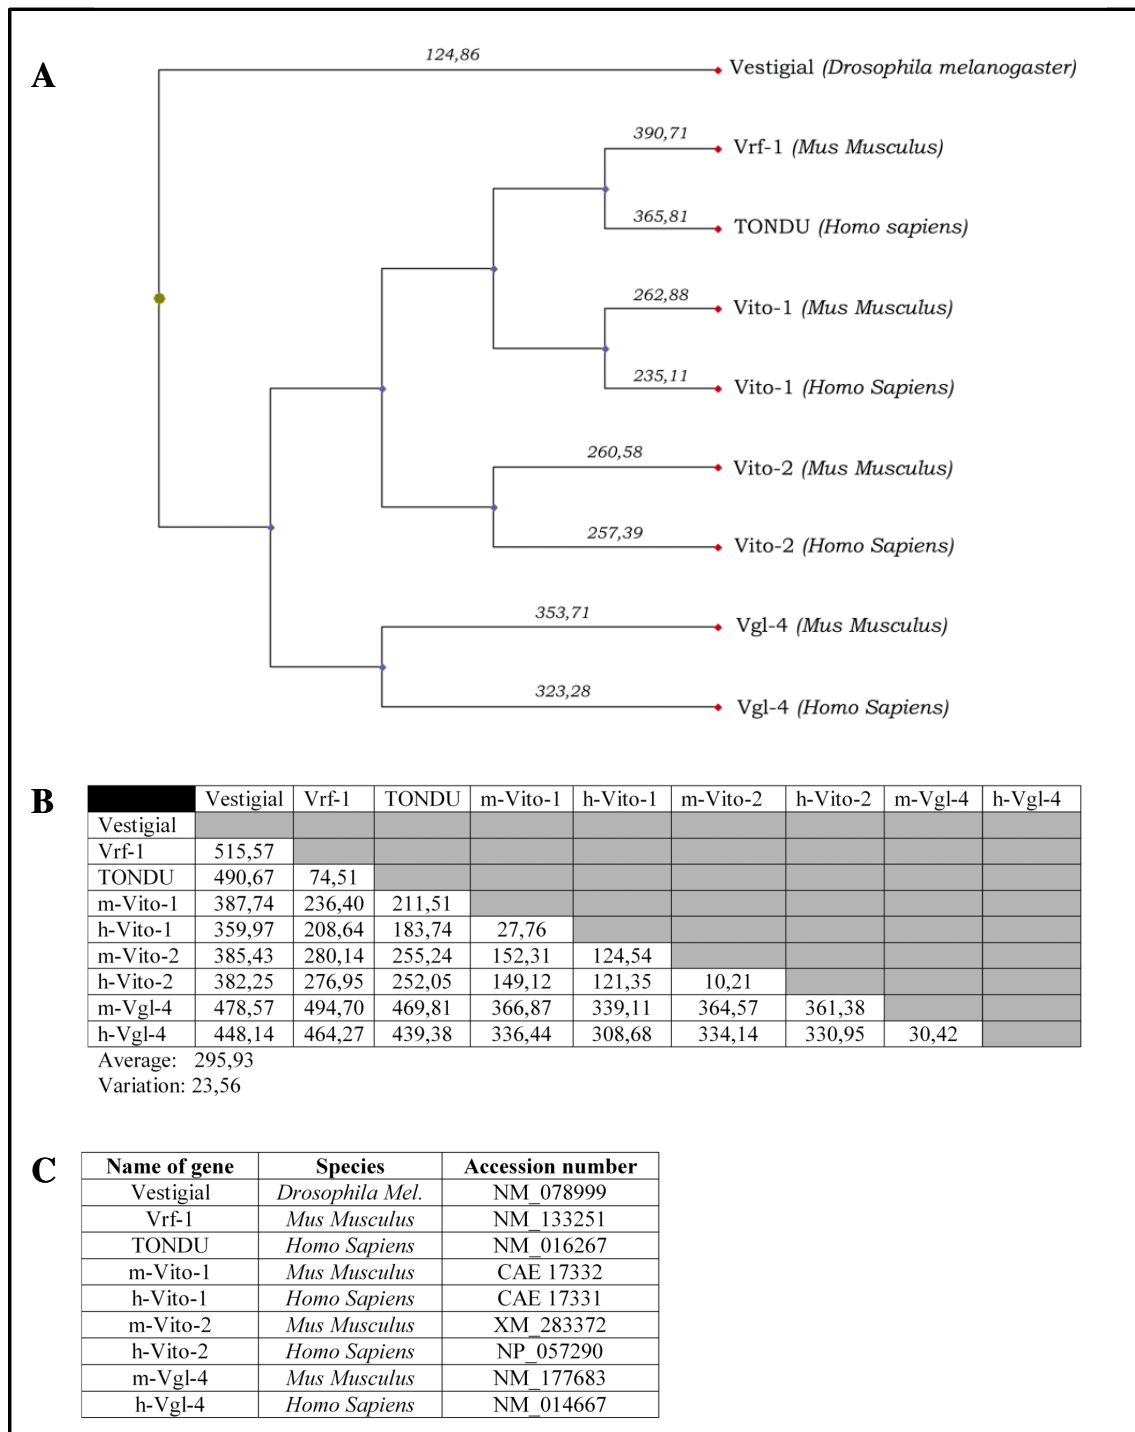 A
124,86
Vestigial (Drosophila melanogaster)
390,71
Vrf-1 (Mus Musculus)
365,81
TONDU (Homo sapiens)
262,88
Vito-1 (Mus Musculus)
235,11
Vito-1 (Homo Sapiens)
260,58
Vito-2 (Mus Musculus)
257,39
Vito-2 (Homo Sapiens)
353,71
Vgl-4 (Mus Musculus)
323,28
Vgl-4 (Homo Sapiens)
B
Vestigial Vrf-1 TONDU m-Vito-1 h-Vito-1 m-Vito-2 h-Vito-2 m-Vgl-4 h-Vgl-4
Vestigial
Vrf-1 515,57
TONDU 490,67 74,51
m-Vito-1 387,74 236,40 211,51
h-Vito-1 359,97 208,64 183,74 27,76
m-Vito-2 385,43 280,14 255,24 152,31 124,54
h-Vito-2 382,25 276,95 252,05 149,12 121,35 10,21
m-Vgl-4 478,57 494,70 469,81 366,87 339,11 364,57 361,38
h-Vgl-4 448,14 464,27 439,38 336,44 308,68 334,14 330,95 30,42
Average: 295,93
Variation: 23,56
C
Name of gene Species Accession number
Vestigial Drosophila Mel. NM_078999
Vrf-1 Mus Musculus NM_133251
TONDU Homo Sapiens NM_016267
m-Vito-1 Mus Musculus CAE 17332
h-Vito-1 Homo Sapiens CAE 17331
m-Vito-2 Mus Musculus XM_283372
h-Vito-2 Homo Sapiens NP_057290
m-Vgl-4 Mus Musculus NM_177683
h-Vgl-4 Homo Sapiens NM_014667